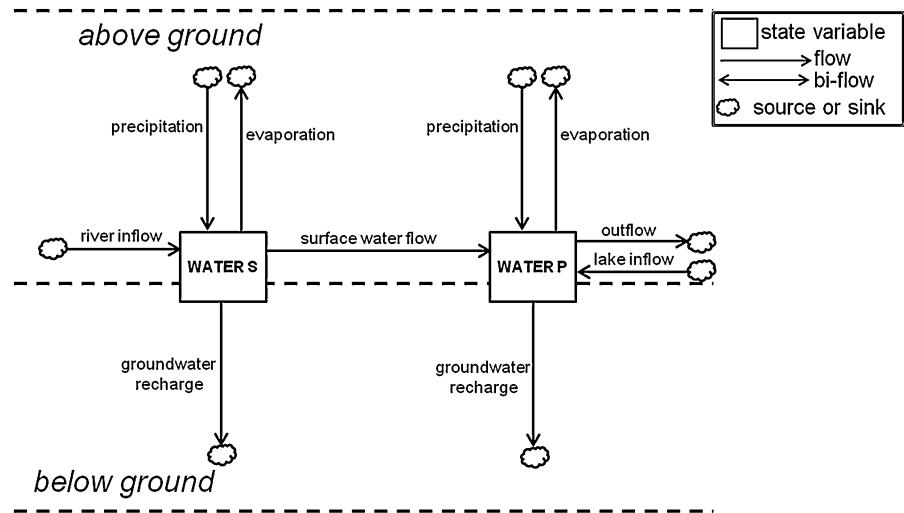 above ground
state variable
flow
bi-flow
source or sink
precipitation
evaporation
precipitation
evaporation
river inflow
surface water flow
outflow
lake inflow
WATER S
WATER P
groundwater
recharge
groundwater
recharge
below ground